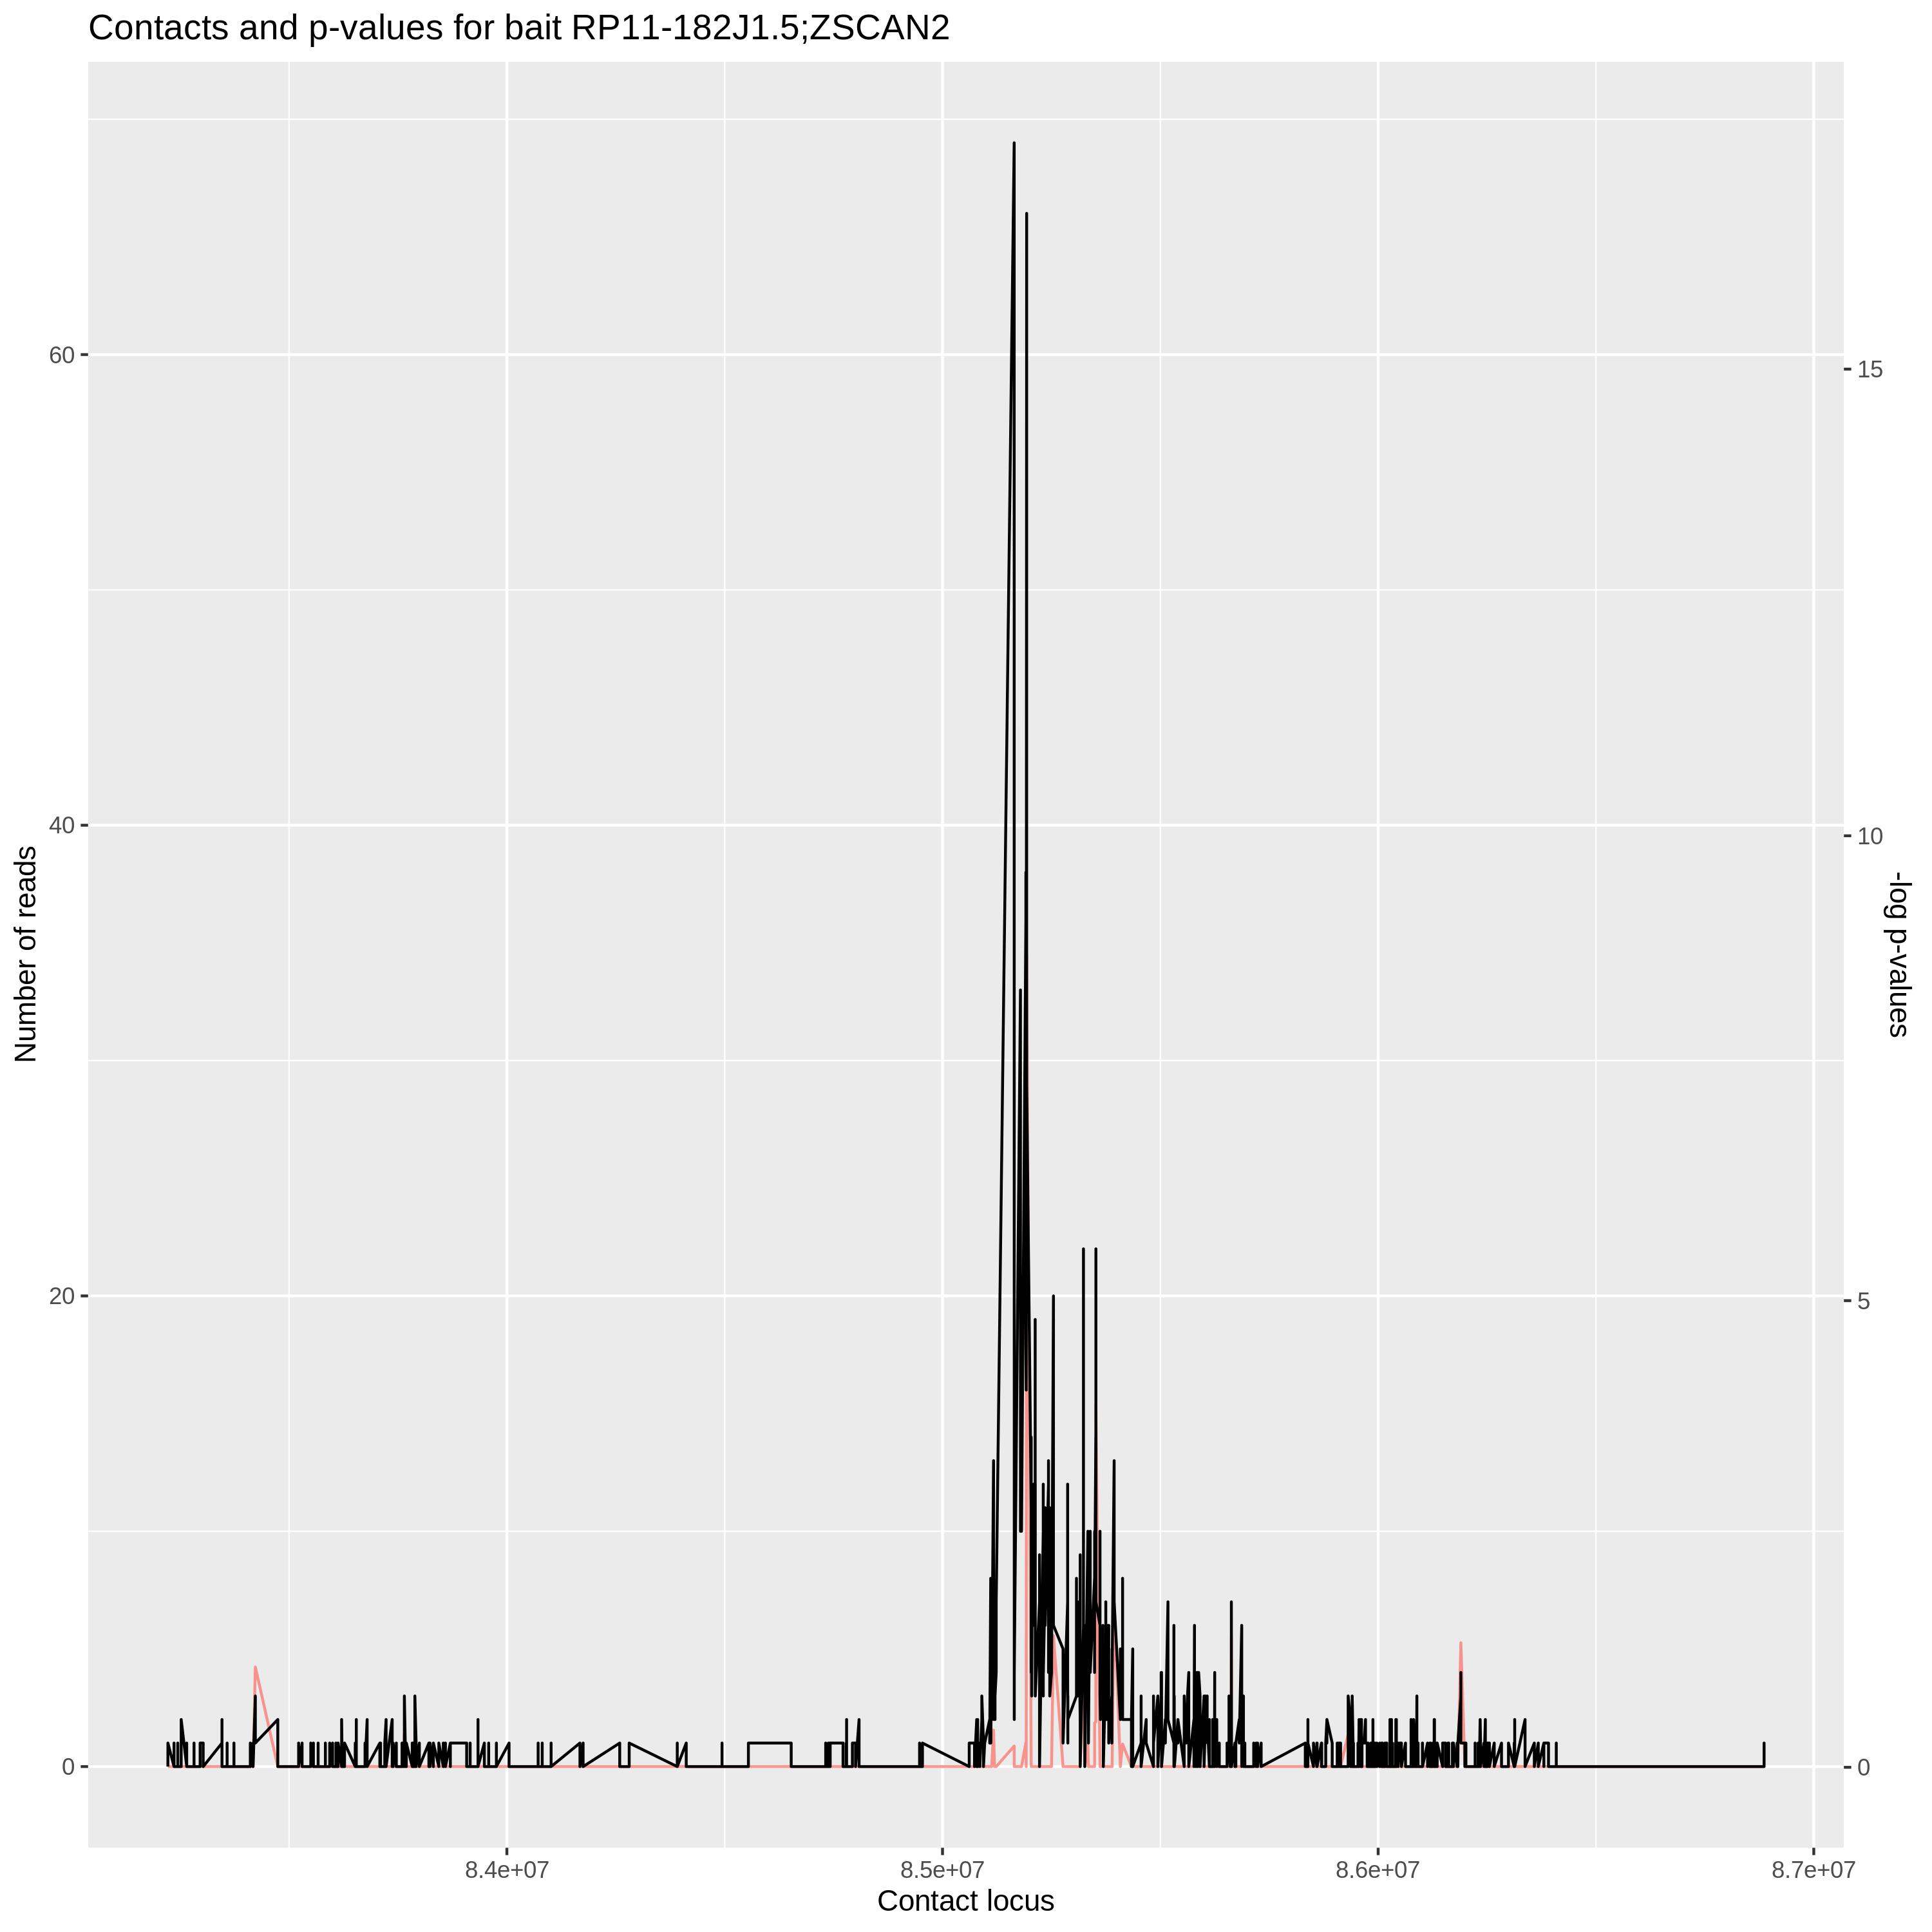 Contacts and p-values for bait RP11-182J1.5;ZSCAN2
60
40
20
0
Number of reads
15
10
5
0
-log p-values
8.4e+07
8.5e+07
8.6e+07
8.7e+07
Contact locus